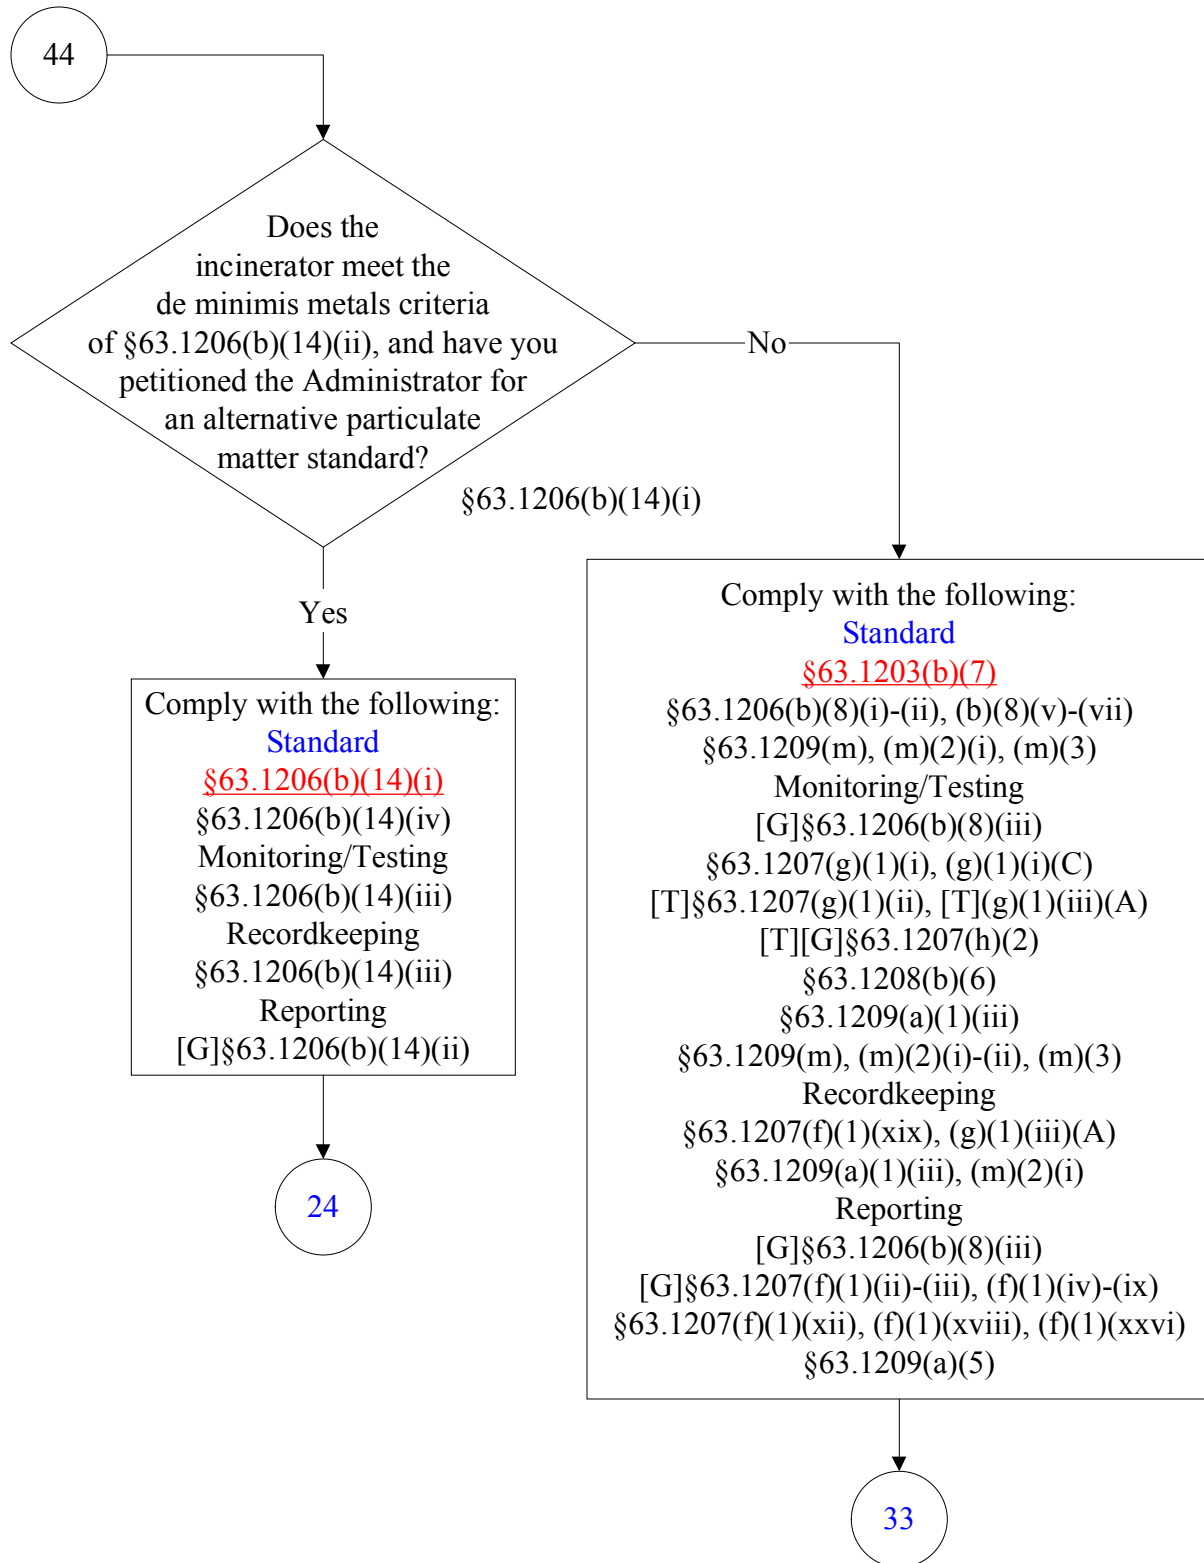 44
Does the
incinerator meet the
de minimis metals criteria
of §63.1206(b)(14)(ii), and have you
petitioned the Administrator for
an alternative particulate
matter standard?
No
§63.1206(b)(14)(i)
Yes
Comply with the following:
Standard
§63.1206(b)(14)(i)
§63.1206(b)(14)(iv)
Monitoring/Testing
§63.1206(b)(14)(iii)
Recordkeeping
§63.1206(b)(14)(iii)
Reporting
[G]§63.1206(b)(14)(ii)
24
Comply with the following:
Standard
§63.1203(b)(7)
§63.1206(b)(8)(i)-(ii), (b)(8)(v)-(vii)
§63.1209(m), (m)(2)(i), (m)(3)
Monitoring/Testing
[G]§63.1206(b)(8)(iii)
§63.1207(g)(1)(i), (g)(1)(i)(C)
[T]§63.1207(g)(1)(ii), [T](g)(1)(iii)(A)
[T][G]§63.1207(h)(2)
§63.1208(b)(6)
§63.1209(a)(1)(iii)
§63.1209(m), (m)(2)(i)-(ii), (m)(3)
Recordkeeping
§63.1207(f)(1)(xix), (g)(1)(iii)(A)
§63.1209(a)(1)(iii), (m)(2)(i)
Reporting
[G]§63.1206(b)(8)(iii)
[G]§63.1207(f)(1)(ii)-(iii), (f)(1)(iv)-(ix)
§63.1207(f)(1)(xii), (f)(1)(xviii), (f)(1)(xxvi)
§63.1209(a)(5)
33